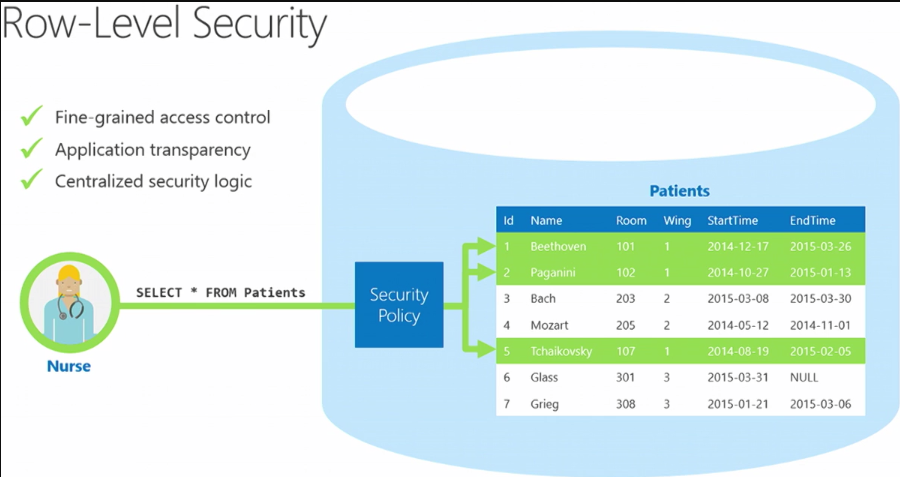 Row-Level Security
Fine-grained access control
Application transparency
Centralized security logic
Nurse
SELECT * FROM Patients
Security
Policy
Patients
Id Name Room Wing StartTime EndTime
1 Beethoven 101 1 2014-12-17 2015-03-26
2 Paganini 102 1 2014-10-27 2015-01-13
3 Bach 203 2 2015-03-08 2015-03-30
4 Mozart 205 2 2014-05-12 2014-11-01
5 Tchaikovsky 107 1 2014-08-19 2015-02-05
6 Glass 301 3 2015-03-31 NULL
7 Grieg 308 3 2015-01-21 2015-03-06